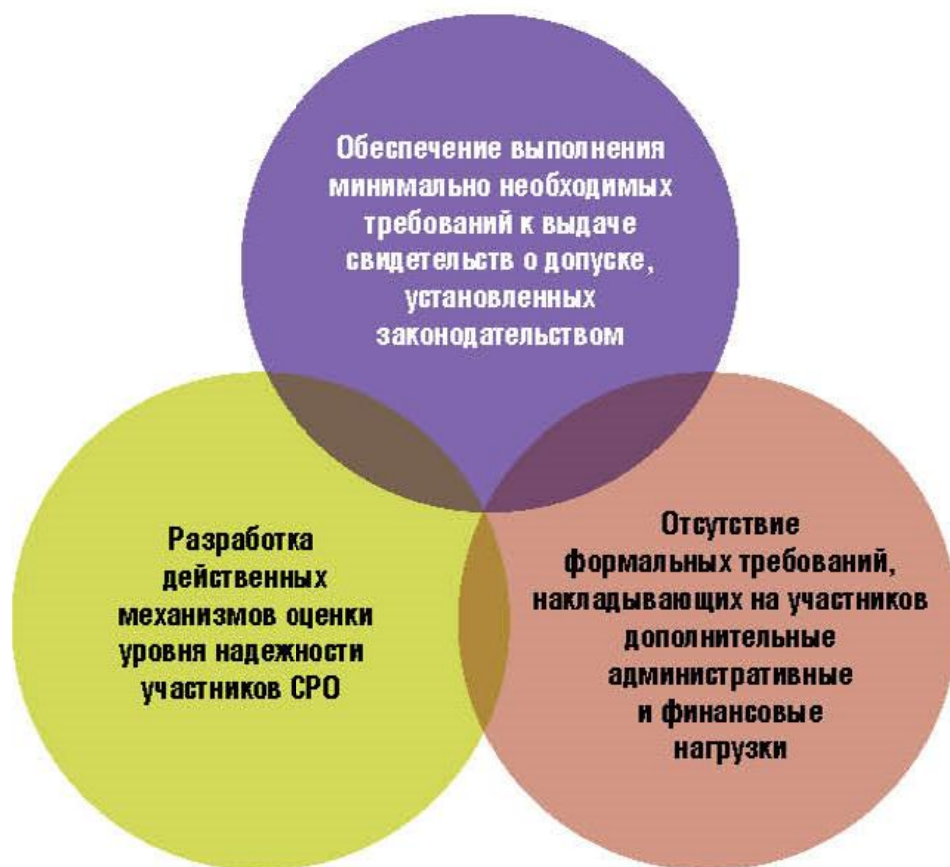 Обеспечение выполнения
минимально необходимых
требований к выдаче
свидетельств о допуске,
установленных
законодательством
Разработка
действенных
механизмов оценки
уровня надежности
участников СРО
Отсутствие
формальных требований,
накладывающих на участников
дополнительные
административные
и финансовые
нагрузки